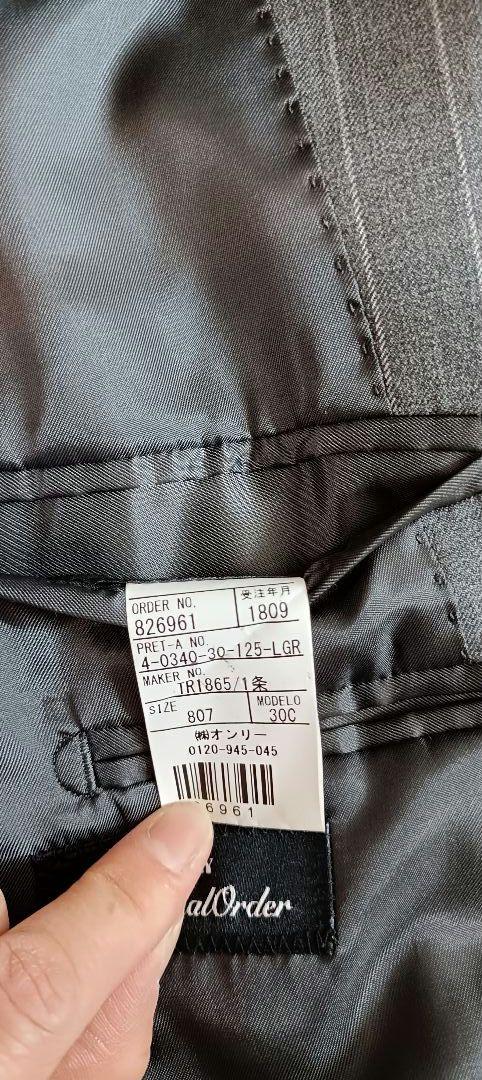 ORDER NO. 受注年月
826961 1809
PRET-A NO.
4-0340-30-125-LGR
MAKER NO.
TR1865/1条
SIZE 807 MODELO 30C
㈱オンリー
0120-945-045
6961
alOrder